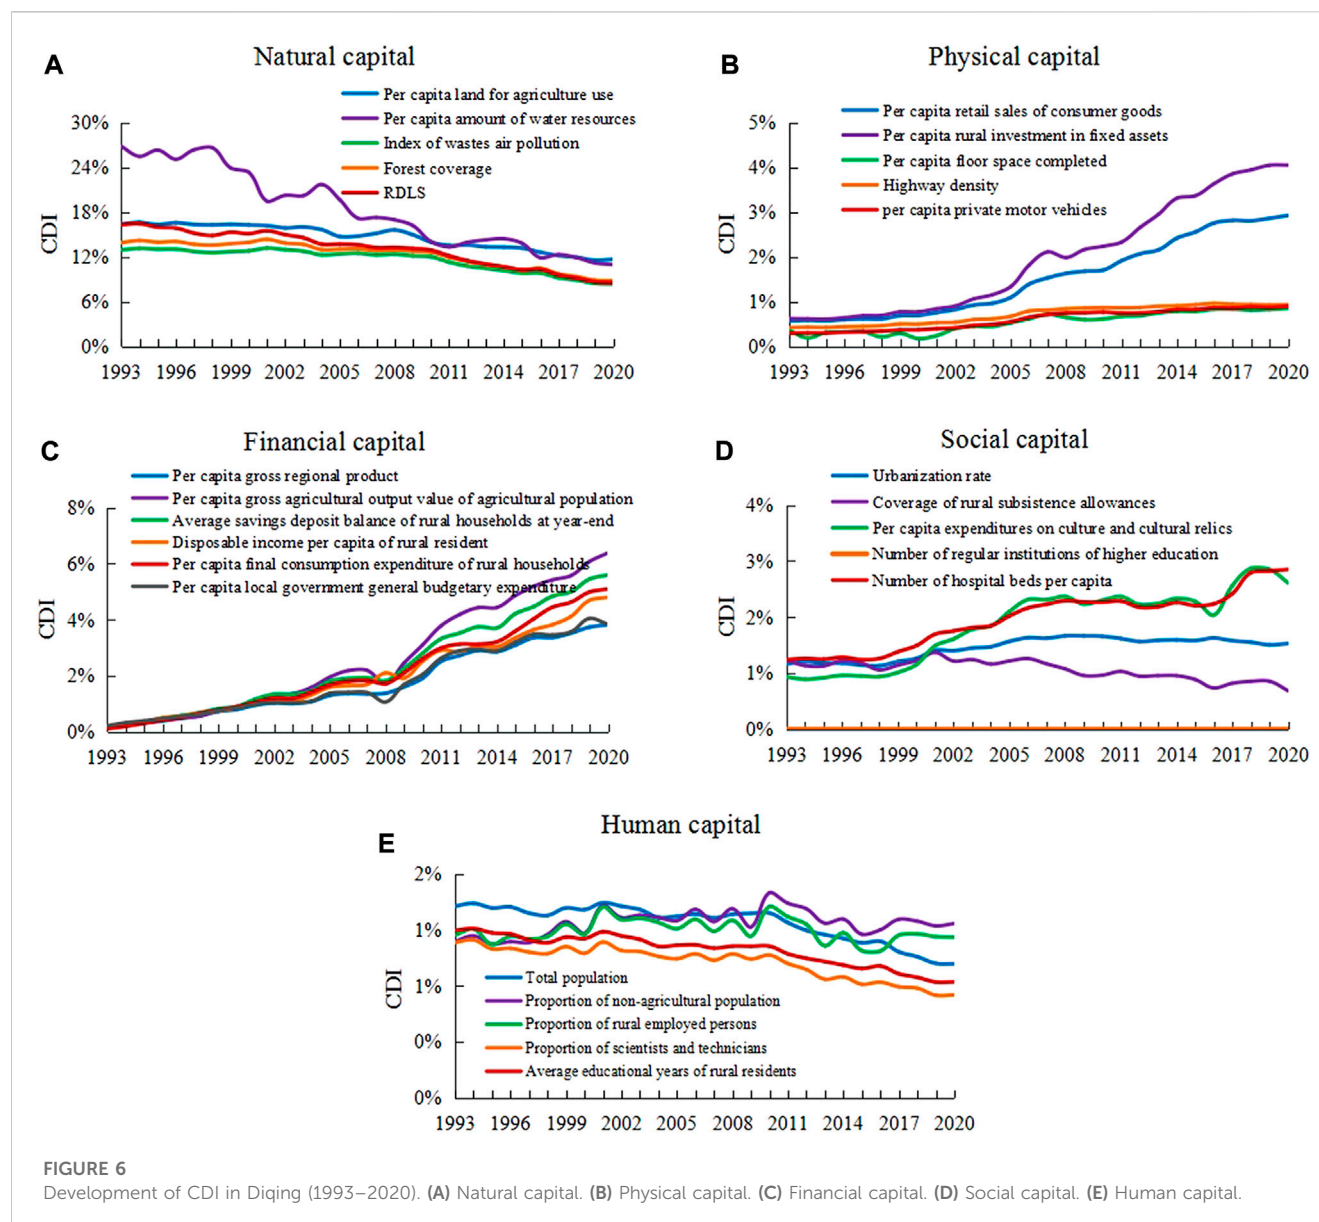 A
Natural capital
Per capita land for agriculture use
Per capita amount of water resources
Index of wastes air pollution
Forest coverage
RDLS
30%
24%
18%
12%
6%
0%
CDI
1993 1996 1999 2002 2005 2008 2011 2014 2017 2020
B
Physical capital
Per capita retail sales of consumer goods
Per capita rural investment in fixed assets
Per capita floor space completed
Highway density
per capita private motor vehicles
5%
4%
3%
2%
1%
0%
CDI
1993 1996 1999 2002 2005 2008 2011 2014 2017 2020
C
Financial capital
Per capita gross regional product
Per capita gross agricultural output value of agricultural population
Average savings deposit balance of rural households at year-end
Disposable income per capita of rural resident
Per capita final consumption expenditure of rural households
Per capita local government general budgetary expenditure
8%
6%
4%
2%
0%
CDI
1993 1996 1999 2002 2005 2008 2011 2014 2017 2020
D
Social capital
Urbanization rate
Coverage of rural subsistence allowances
Per capita expenditures on culture and cultural relics
Number of regular institutions of higher education
Number of hospital beds per capita
4%
3%
2%
1%
0%
CDI
1993 1996 1999 2002 2005 2008 2011 2014 2017 2020
E
Human capital
2%
1%
1%
0%
0%
CDI
Total population
Proportion of non-agricultural population
Proportion of rural employed persons
Proportion of scientists and technicians
Average educational years of rural residents
1993 1996 1999 2002 2005 2008 2011 2014 2017 2020
FIGURE 6
Development of CDI in Diqing (1993–2020). (A) Natural capital. (B) Physical capital. (C) Financial capital. (D) Social capital. (E) Human capital.